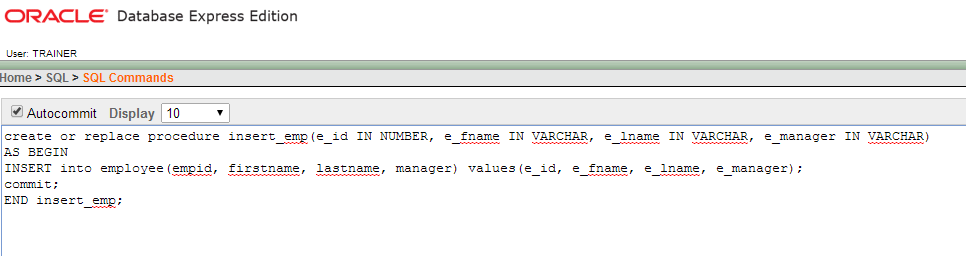 ORACLE® Database Express Edition
User: TRAINER
Home > SQL > SQL Commands
Autocommit Display 10
create or replace procedure insert_emp(e_id IN NUMBER, e_fname IN VARCHAR, e_lname IN VARCHAR, e_manager IN VARCHAR)
AS BEGIN
INSERT into employee(empid, firstname, lastname, manager) values(e_id, e_fname, e_lname, e_manager);
commit;
END insert_emp;